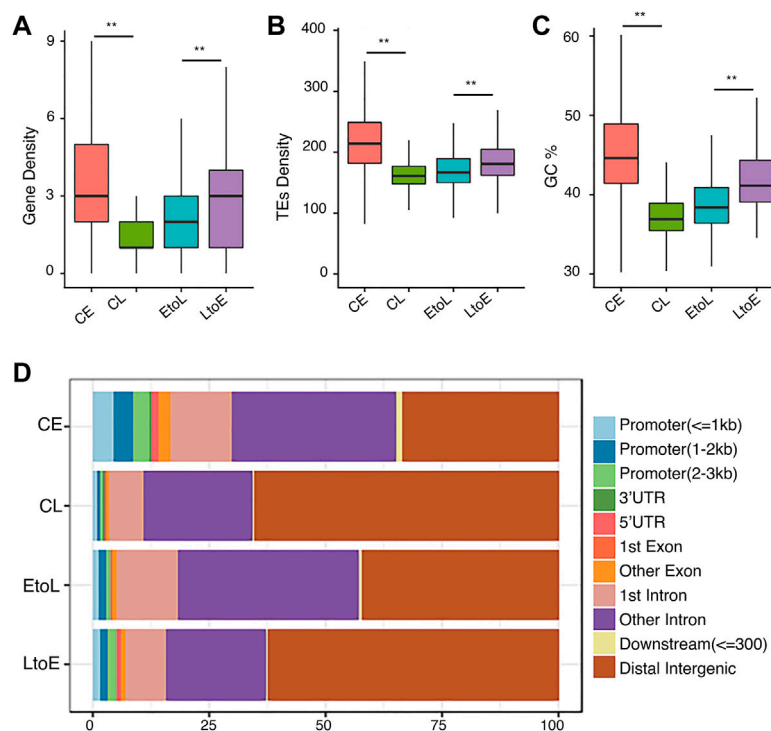 A
B
C
9
6
3
0
Gene Density
**
**
CE
CL
EtoL
LtoE
400
300
200
100
0
TEs Density
**
**
CE
CL
EtoL
LtoE
60
50
40
30
GC %
**
**
CE
CL
EtoL
LtoE
D
CE
CL
EtoL
LtoE
0
25
50
75
100
Promoter(<=1kb)
Promoter(1-2kb)
Promoter(2-3kb)
3'UTR
5'UTR
1st Exon
Other Exon
1st Intron
Other Intron
Downstream(<=300)
Distal Intergenic